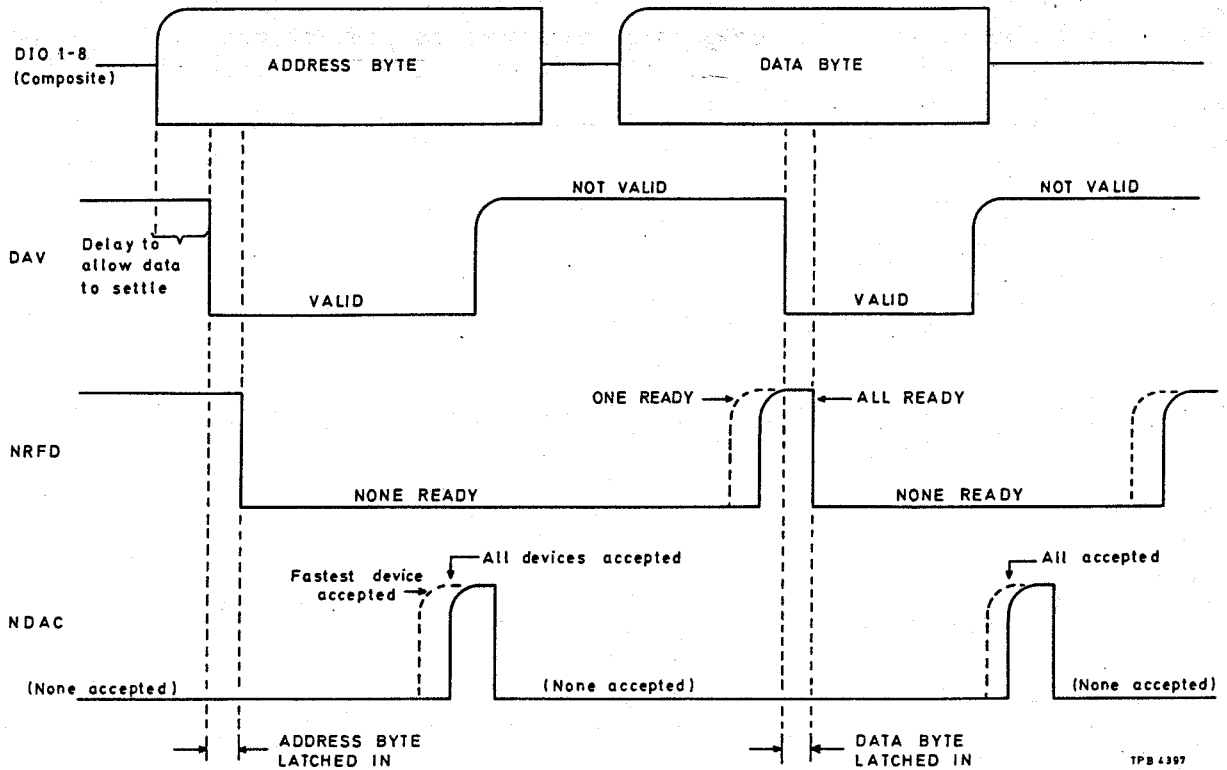 DIO 1-8
(Composite)
ADDRESS BYTE
DATA BYTE
NOT VALID
NOT VALID
DAV
Delay to
allow data
to settle
VALID
VALID
ONE READY
ALL READY
NRFD
NONE READY
NONE READY
All devices accepted
All accepted
Fastest device
accepted
NDAC
(None accepted)
(None accepted)
(None accepted)
ADDRESS BYTE
LATCHED IN
DATA BYTE
LATCHED IN
TPB 4397